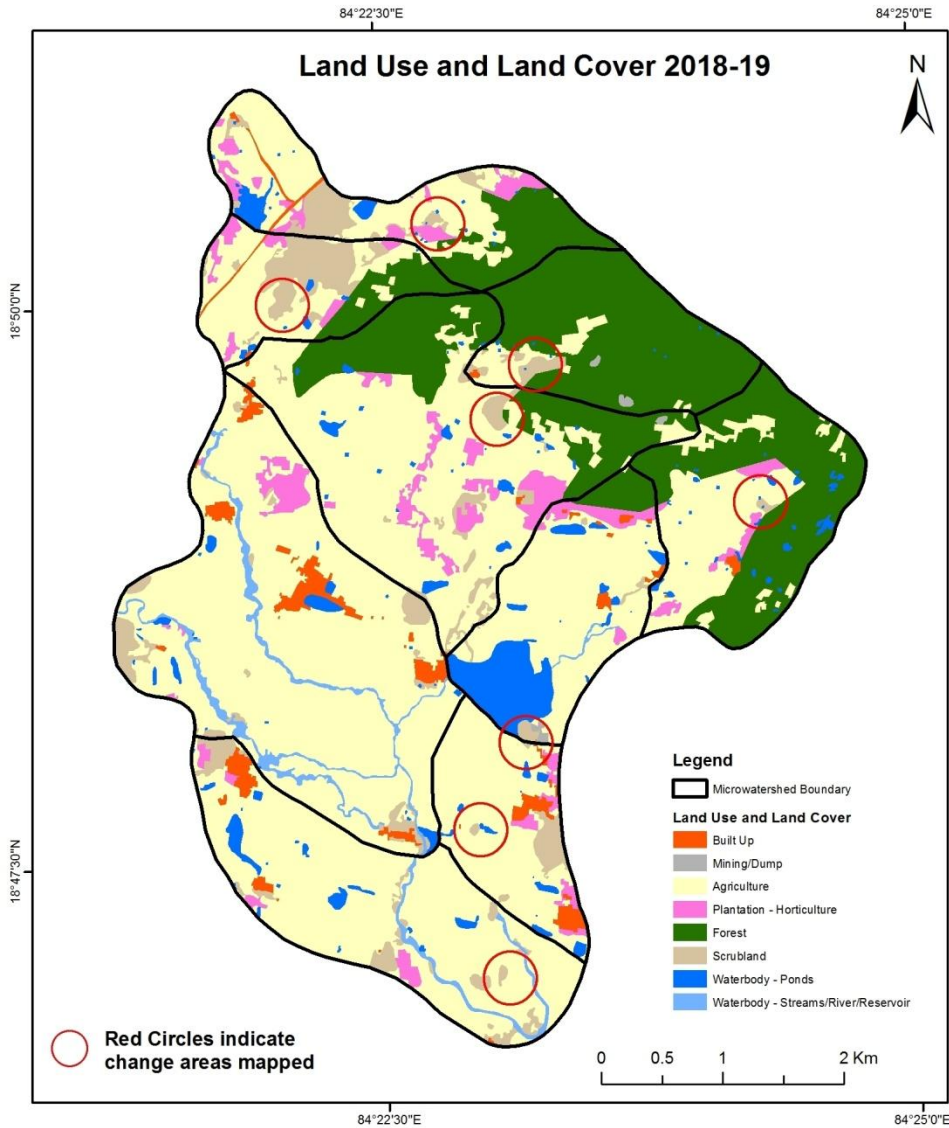 84°22'30"E
84°25'0"E
Land Use and Land Cover 2018-19
N
18°50'0"N
18°47'30"N
Legend
Microwatershed Boundary
Land Use and Land Cover
Built Up
Mining/Dump
Agriculture
Plantation - Horticulture
Forest
Scrubland
Waterbody - Ponds
Waterbody - Streams/River/Reservoir
Red Circles indicate
change areas mapped
0 0.5 1 2 Km
84°22'30"E
84°25'0"E